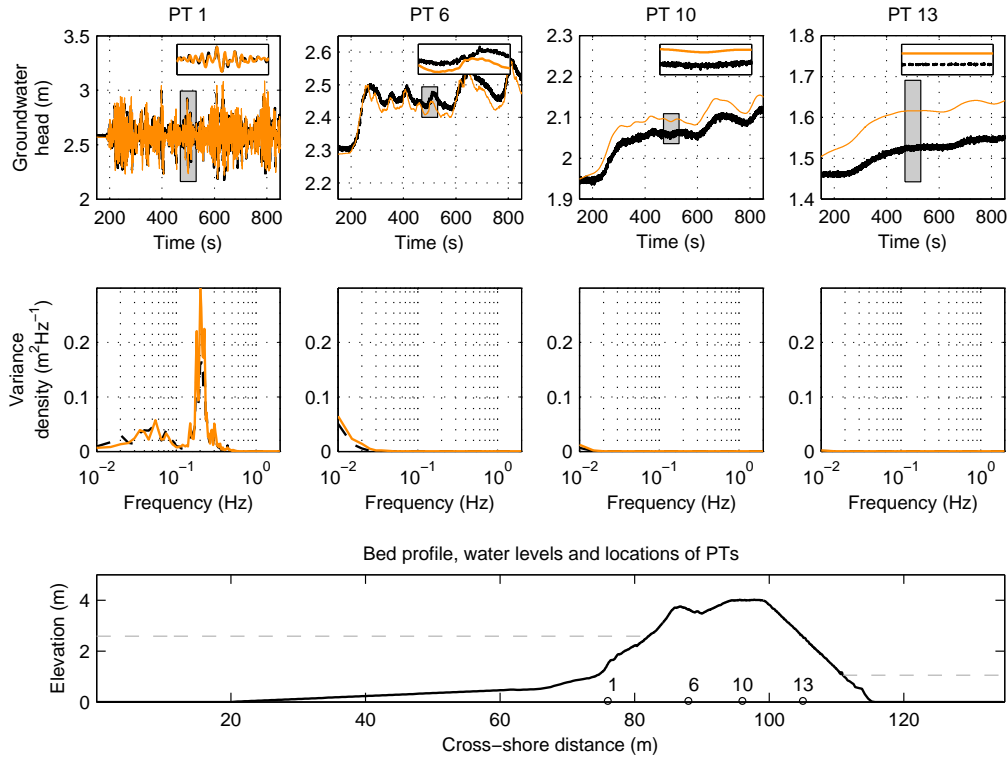 PT 1
PT 6
PT 10
PT 13
Groundwater
head (m)
3.5
3
2.5
2
200 400 600 800
Time (s)
2.6
2.5
2.4
2.3
2.2
200 400 600 800
Time (s)
2.3
2.2
2.1
2
1.9
200 400 600 800
Time (s)
1.8
1.7
1.6
1.5
1.4
200 400 600 800
Time (s)
Variance
density (m²Hz⁻¹)
0.2
0.1
0
10⁻² 10⁻¹ 10⁰
Frequency (Hz)
0.2
0.1
0
10⁻² 10⁻¹ 10⁰
Frequency (Hz)
0.2
0.1
0
10⁻² 10⁻¹ 10⁰
Frequency (Hz)
0.2
0.1
0
10⁻² 10⁻¹ 10⁰
Frequency (Hz)
Bed profile, water levels and locations of PTs
Elevation (m)
4
2
0
1 6 10 13
20 40 60 80 100 120
Cross−shore distance (m)